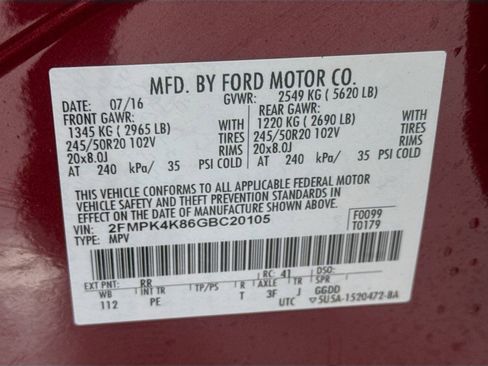 MFD. BY FORD MOTOR CO.
DATE: 07/16 GVWR: 2549 KG ( 5620 LB)
FRONT GAWR: REAR GAWR:
1345 KG ( 2965 LB) WITH 1220 KG ( 2690 LB) WITH
245/50R20 102V TIRES 245/50R20 102V TIRES
20x8.0J RIMS 20x8.0J RIMS
AT 240 kPa/ 35 PSI COLD AT 240 kPa/ 35 PSI COLD
THIS VEHICLE CONFORMS TO ALL APPLICABLE FEDERAL MOTOR
VEHICLE SAFETY AND THEFT PREVENTION STANDARDS IN EFFECT
ON THE DATE OF MANUFACTURE SHOWN ABOVE.
VIN: 2FMPK4K86GBC20105 F0099
TYPE: MPV T0179
EXT PNT: RR RC: 41 DSO:
WB INT TR TP/PS R AXLE TR GGDD
112 PE T 3F J
UTC ▽5U5A-1520472-BA